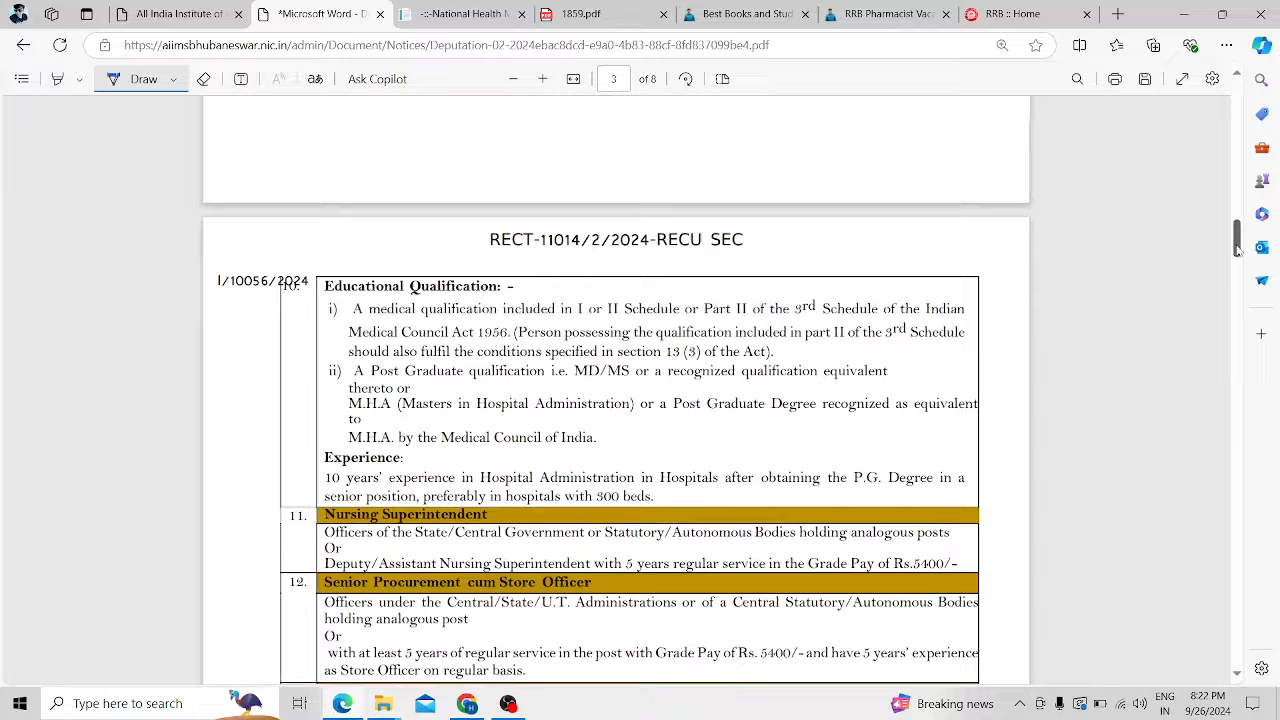 All India Institute of
*Microsoft Word - D
-::-National Health M
1859.pdf
Best Books and Stud
RRB Pharmacist Vac
RRB :: Home
https://aiimsbhubaneswar.nic.in/admin/Document/Notices/Deputation-02-2024ebae8dcd-e9a0-4b83-88cf-8fd837099be4.pdf
Draw
Ask Copilot
3 of 8
RECT-11014/2/2024-RECU SEC
I/10056/2024
10. Educational Qualification: -
i) A medical qualification included in I or II Schedule or Part II of the 3rd Schedule of the Indian
Medical Council Act 1956. (Person possessing the qualification included in part II of the 3rd Schedule
should also fulfil the conditions specified in section 13 (3) of the Act).
ii) A Post Graduate qualification i.e. MD/MS or a recognized qualification equivalent
thereto or
M.H.A (Masters in Hospital Administration) or a Post Graduate Degree recognized as equivalent
to
M.H.A. by the Medical Council of India.
Experience:
10 years' experience in Hospital Administration in Hospitals after obtaining the P.G. Degree in a
senior position, preferably in hospitals with 300 beds.
11. Nursing Superintendent
Officers of the State/Central Government or Statutory/Autonomous Bodies holding analogous posts
Or
Deputy/Assistant Nursing Superintendent with 5 years regular service in the Grade Pay of Rs.5400/-
12. Senior Procurement cum Store Officer
Officers under the Central/State/U.T. Administrations or of a Central Statutory/Autonomous Bodies
holding analogous post
Or
with at least 5 years of regular service in the post with Grade Pay of Rs. 5400/- and have 5 years' experience
as Store Officer on regular basis.
Type here to search
Breaking news
ENG
IN
8:22 PM
9/26/2024